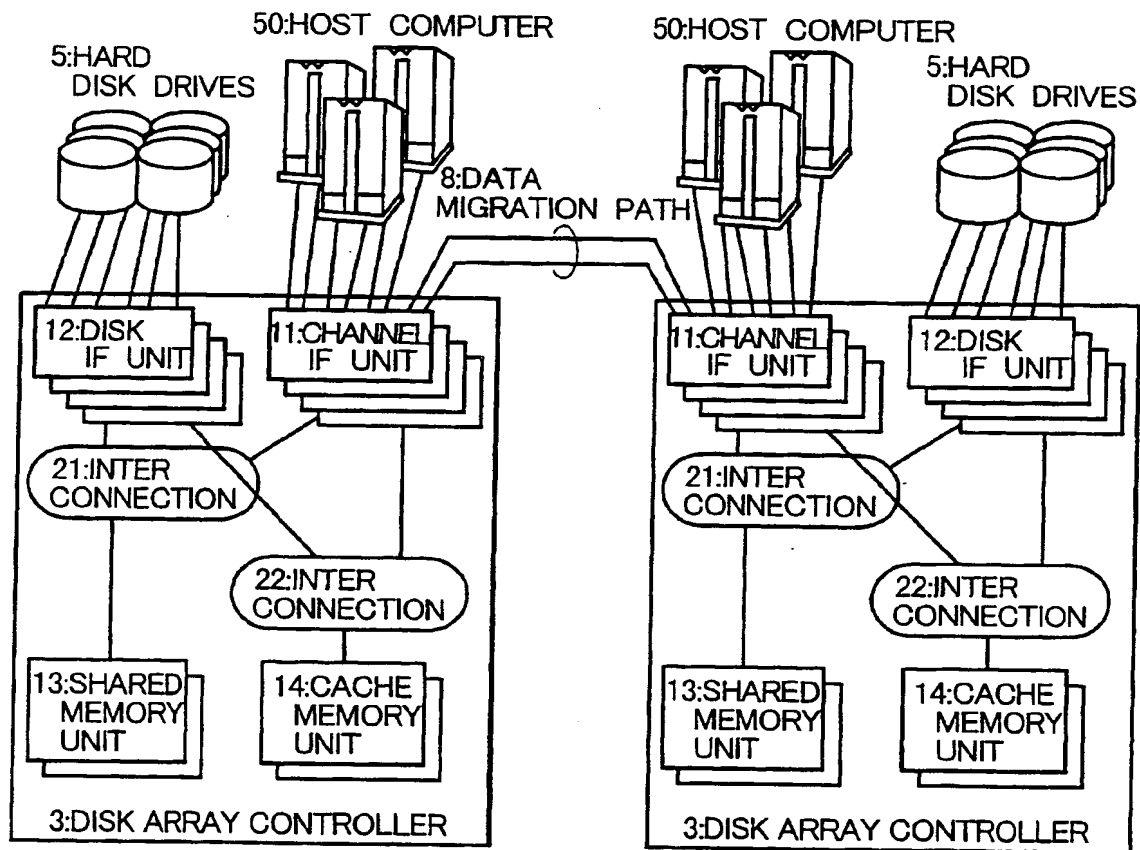 50:HOST COMPUTER
5:HARD
DISK DRIVES
8:DATA
MIGRATION PATH
50:HOST COMPUTER
5:HARD
DISK DRIVES
12:DISK
IF UNIT
11:CHANNEL
IF UNIT
21:INTER
CONNECTION
22:INTER
CONNECTION
13:SHARED
MEMORY
UNIT
14:CACHE
MEMORY
UNIT
3:DISK ARRAY CONTROLLER
11:CHANNEL
IF UNIT
12:DISK
IF UNIT
21:INTER
CONNECTION
22:INTER
CONNECTION
13:SHARED
MEMORY
UNIT
14:CACHE
MEMORY
UNIT
3:DISK ARRAY CONTROLLER